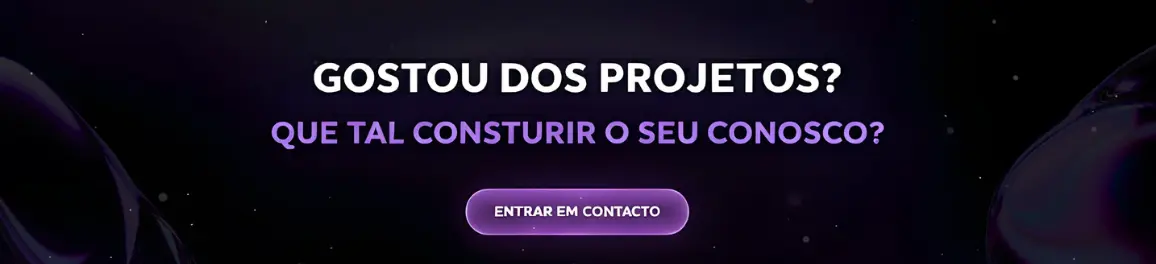 GOSTOU DOS PROJETOS?
QUE TAL CONSTURIR O SEU CONOSCO?
ENTRAR EM CONTACTO